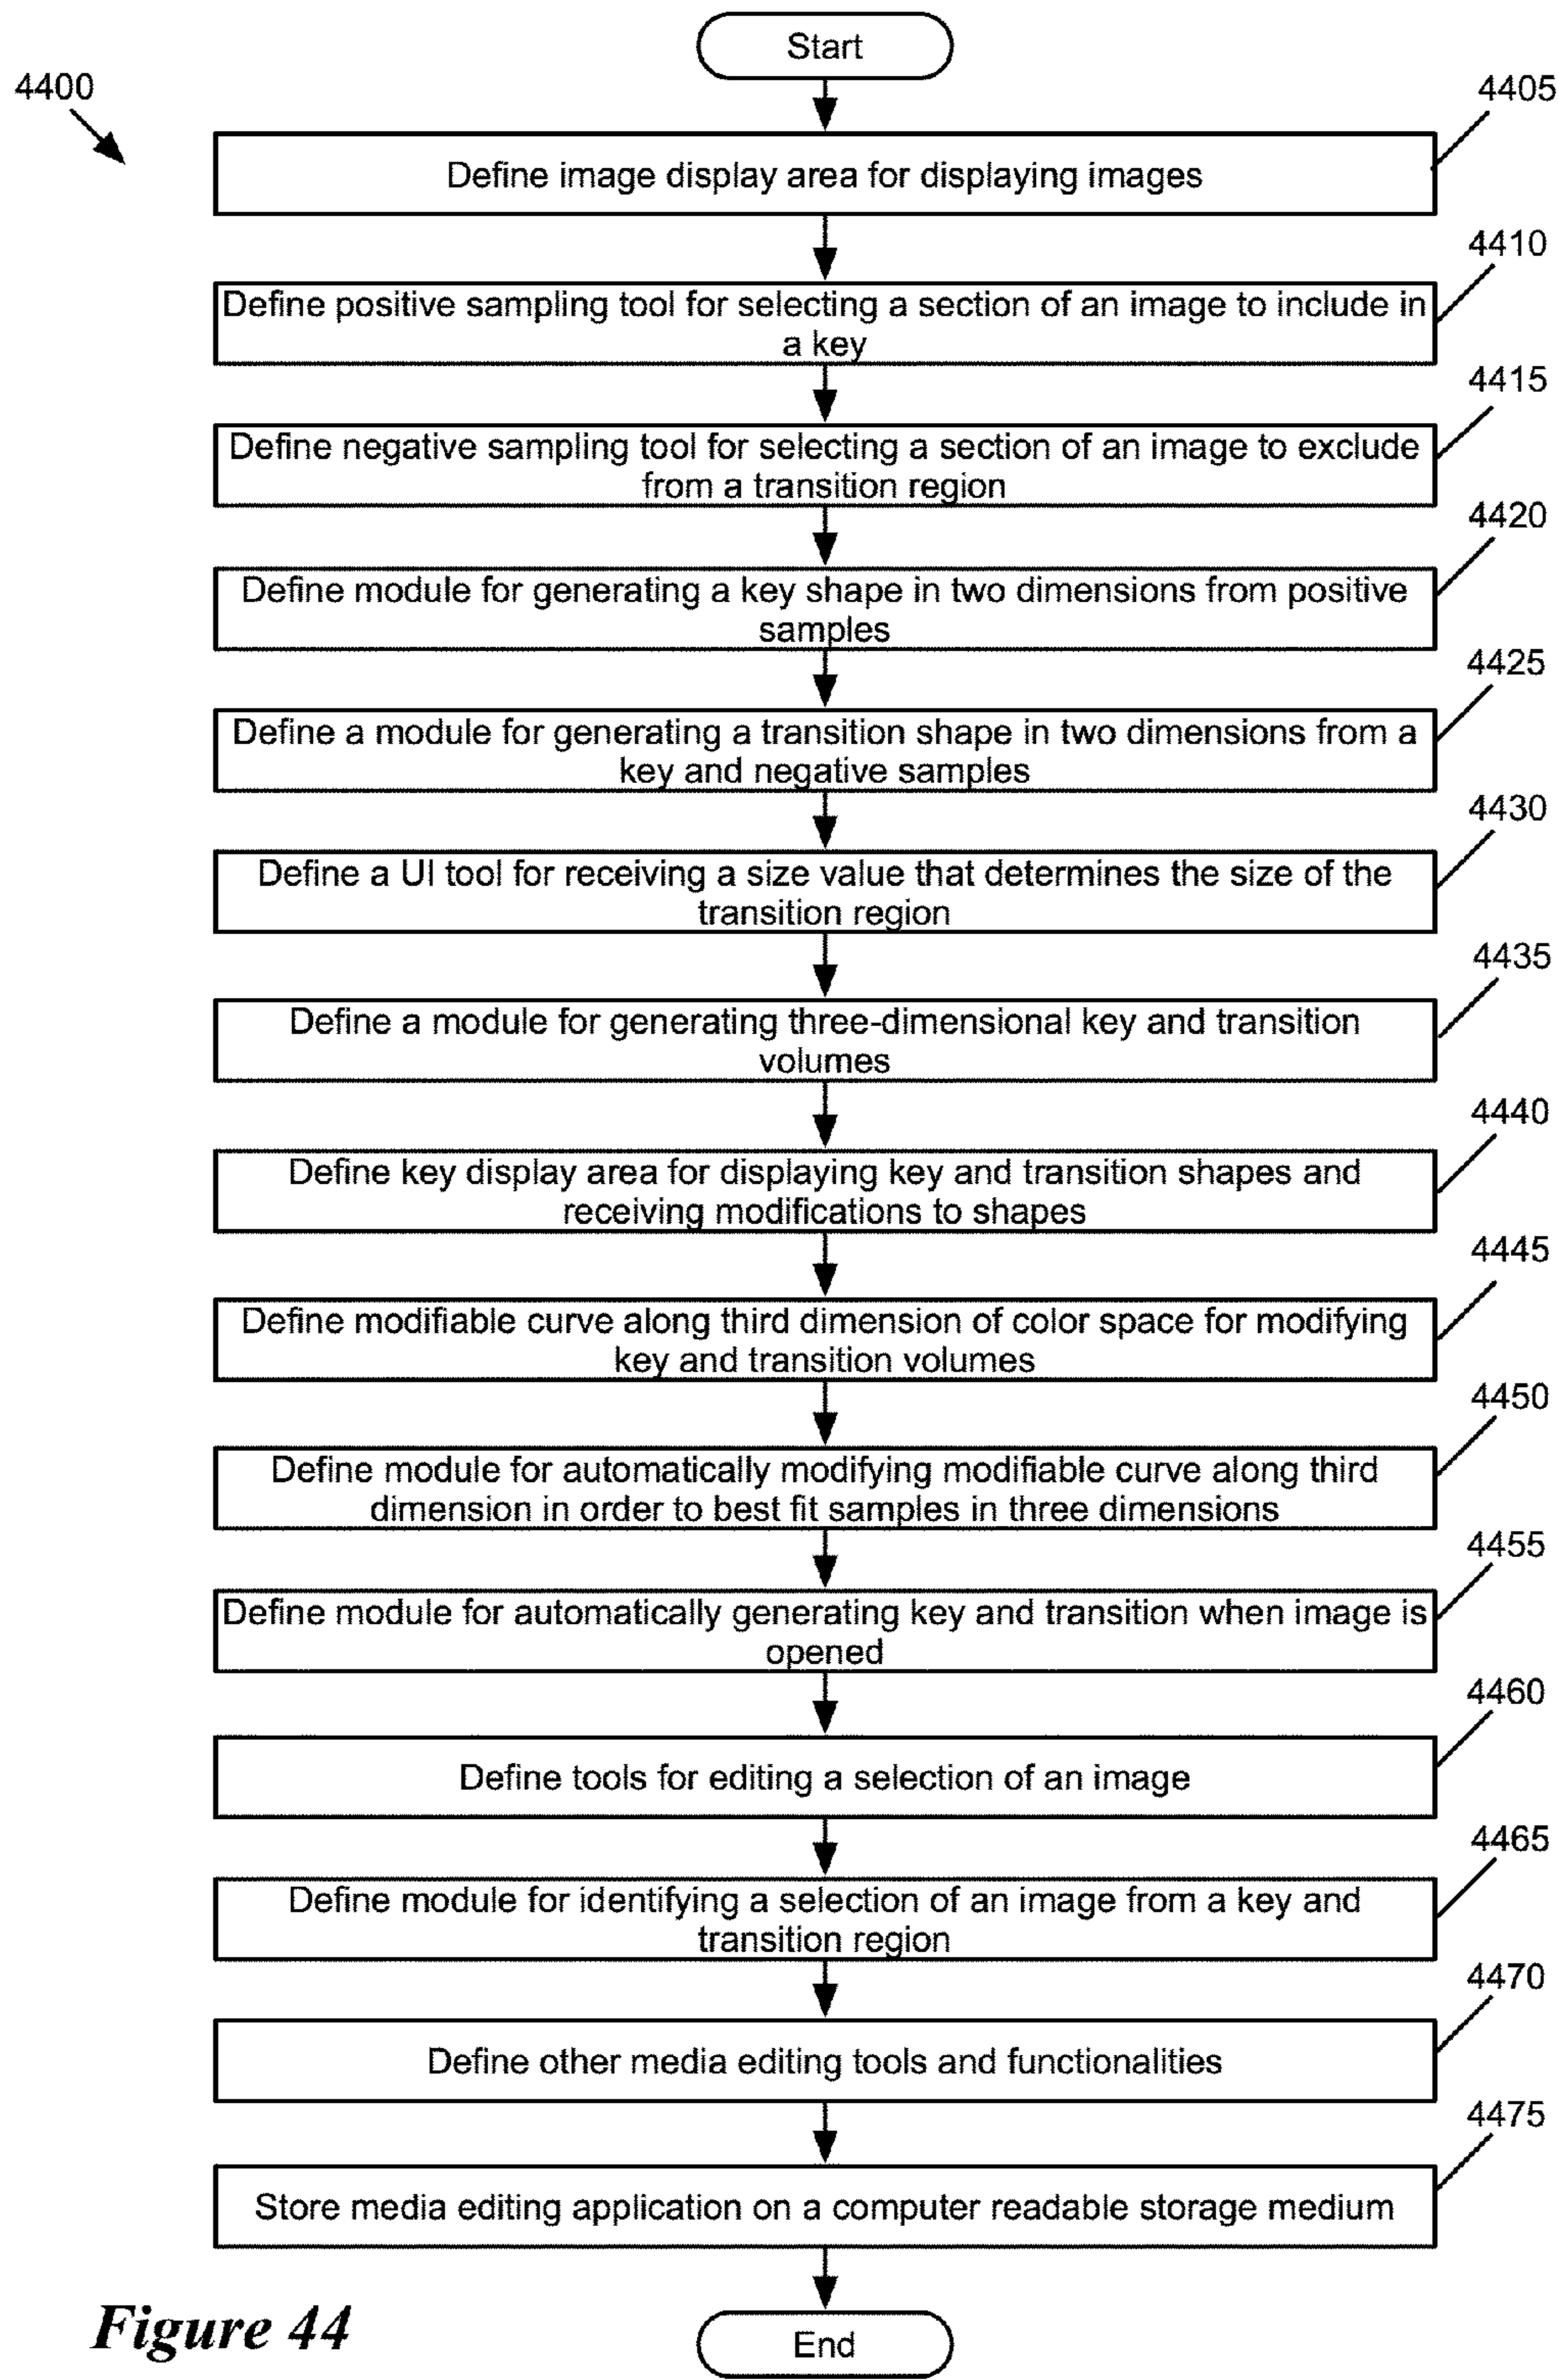 Start
4400
4405
Define image display area for displaying images
4410
Define positive sampling tool for selecting a section of an image to include in
a key
4415
Define negative sampling tool for selecting a section of an image to exclude
from a transition region
4420
Define module for generating a key shape in two dimensions from positive
samples
4425
Define a module for generating a transition shape in two dimensions from a
key and negative samples
4430
Define a UI tool for receiving a size value that determines the size of the
transition region
4435
Define a module for generating three-dimensional key and transition
volumes
4440
Define key display area for displaying key and transition shapes and
receiving modifications to shapes
4445
Define modifiable curve along third dimension of color space for modifying
key and transition volumes
4450
Define module for automatically modifying modifiable curve along third
dimension in order to best fit samples in three dimensions
4455
Define module for automatically generating key and transition when image is
opened
4460
Define tools for editing a selection of an image
4465
Define module for identifying a selection of an image from a key and
transition region
4470
Define other media editing tools and functionalities
4475
Store media editing application on a computer readable storage medium
End
Figure 44